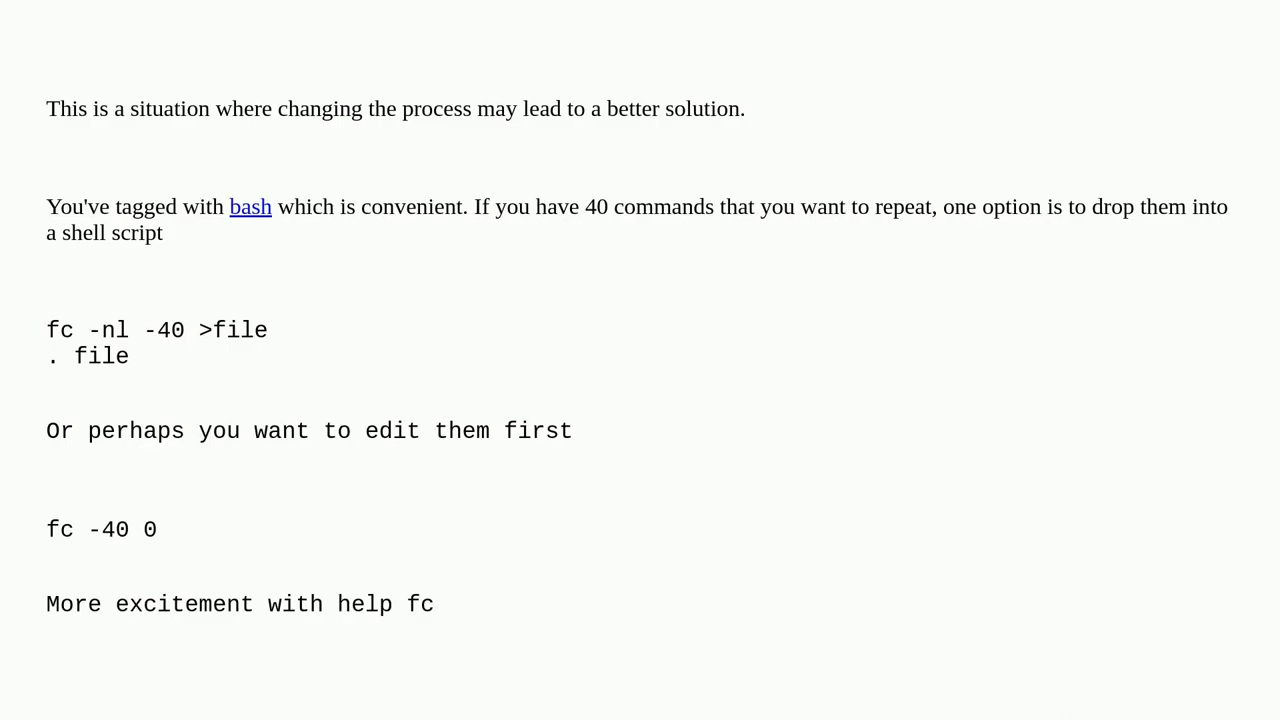 This is a situation where changing the process may lead to a better solution.
You've tagged with bash which is convenient. If you have 40 commands that you want to repeat, one option is to drop them into
a shell script
fc -nl -40 >file
. file
Or perhaps you want to edit them first
fc -40 0
More excitement with help fc